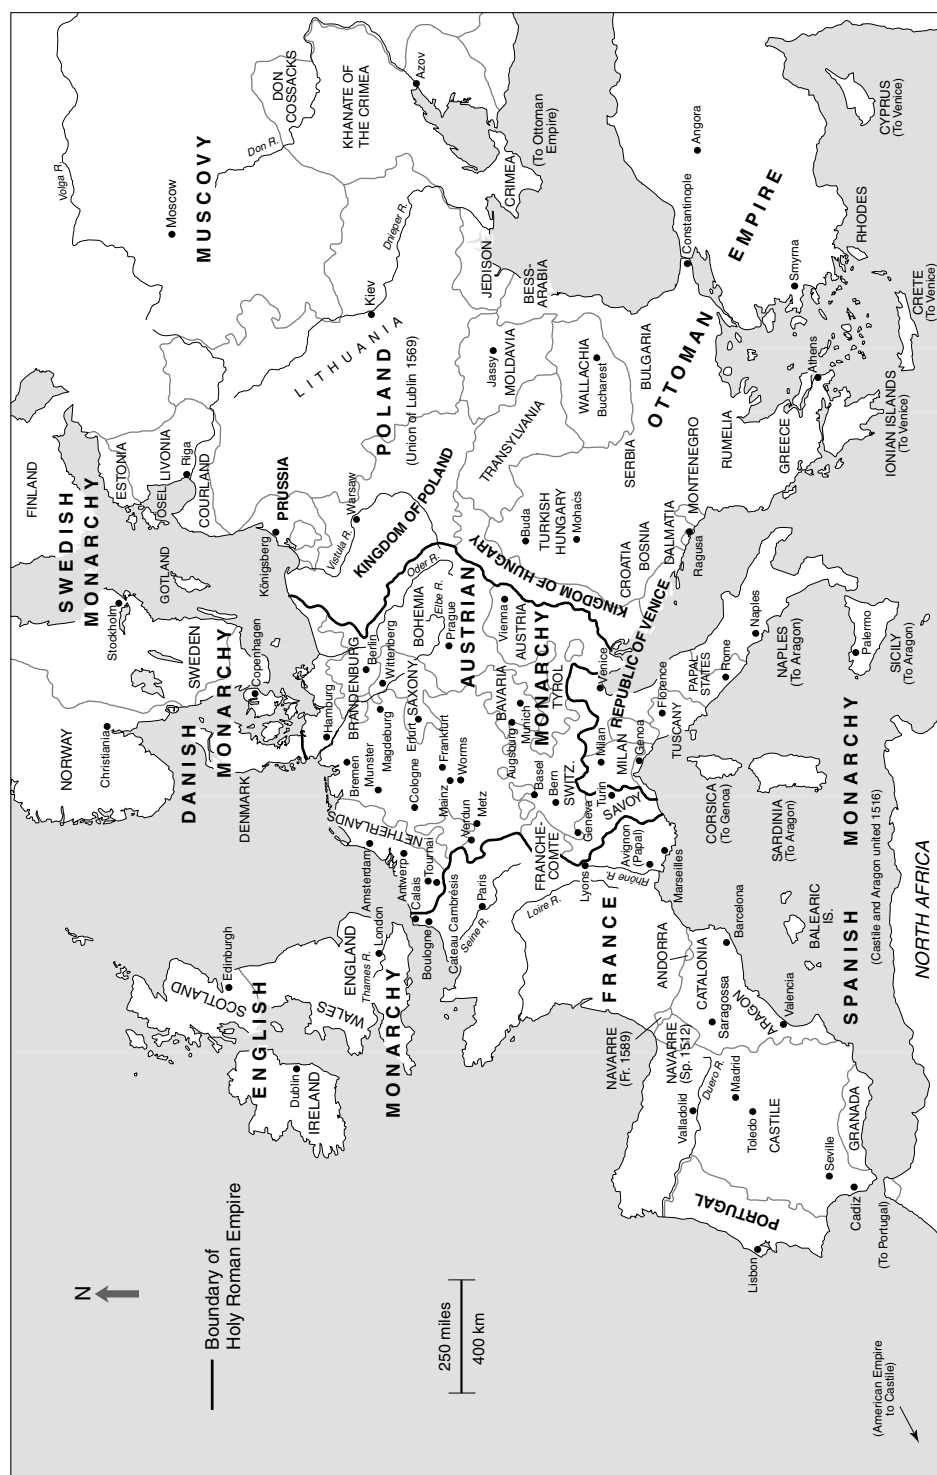 N
Boundary of
Holy Roman Empire
250 miles
400 km
(American Empire
to Castile)
NORWAY
Christiania
SWEDISH
MONARCHY
FINLAND
Stockholm
SWEDEN
GOTLAND
ESTONIA
OSEL
LIVONIA
Riga
COURLAND
Volga R.
Moscow
MUSCOVY
Don R.
DON
COSSACKS
KHANATE OF
THE CRIMEA
Azov
DANISH
MONARCHY
DENMARK
Copenhagen
SCOTLAND
Edinburgh
ENGLISH
MONARCHY
Dublin
IRELAND
WALES
ENGLAND
Thames R.
London
Königsberg
PRUSSIA
Hamburg
Bremen
BRANDENBURG
Berlin
Munster
Magdeburg
Wittenberg
NETHERLANDS
Amsterdam
Antwerp
Calais
Tournai
Boulogne
Cateau Cambrésis
Cologne
Erfurt
SAXONY
Frankfurt
Mainz
Worms
Verdun
Metz
Oder R.
BOHEMIA
Elbe R.
Prague
Vistula R.
Warsaw
KINGDOM OF POLAND
POLAND
(Union of Lublin 1569)
LITHUANIA
Kiev
Dnieper R.
Paris
Seine R.
Loire R.
FRANCE
FRANCHE-
COMTE
Lyons
Rhône R.
Avignon
(Papal)
Marseilles
AUSTRIAN
MONARCHY
BAVARIA
Augsburg
Munich
Vienna
AUSTRIA
TYROL
Basel
Bern
SWITZ.
Geneva
Turin
SAVOY
Milan
MILAN
Genoa
Venice
REPUBLIC OF VENICE
Florence
TUSCANY
PAPAL
STATES
Rome
Naples
NAPLES
(To Aragon)
Palermo
SICILY
(To Aragon)
CORSICA
(To Genoa)
SARDINIA
(To Aragon)
KINGDOM OF HUNGARY
Buda
TURKISH
HUNGARY
Mohacs
TRANSYLVANIA
Jassy
MOLDAVIA
JEDISON
BESS-
ARABIA
CRIMEA
(To Ottoman
Empire)
WALLACHIA
Bucharest
CROATIA
BOSNIA
DALMATIA
Ragusa
SERBIA
MONTENEGRO
BULGARIA
RUMELIA
OTTOMAN
EMPIRE
Constantinople
Angora
Smyrna
GREECE
Athens
IONIAN ISLANDS
(To Venice)
CRETE
(To Venice)
RHODES
CYPRUS
(To Venice)
NAVARRE
(Fr. 1589)
NAVARRE
(Sp. 1512)
ANDORRA
CATALONIA
Barcelona
Saragossa
ARAGON
Valencia
BALEARIC
IS.
Duero R.
Valladolid
Madrid
Toledo
CASTILE
Seville
GRANADA
Cadiz
PORTUGAL
Lisbon
(To Portugal)
SPANISH MONARCHY
(Castile and Aragon united 1516)
NORTH AFRICA